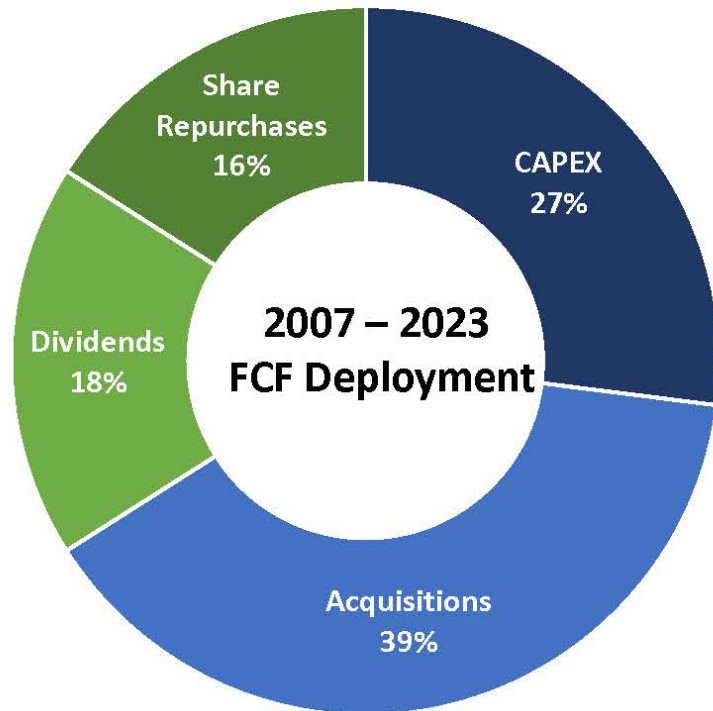 Share
Repurchases
16%
CAPEX
27%
2007 – 2023
FCF Deployment
Dividends
18%
Acquisitions
39%